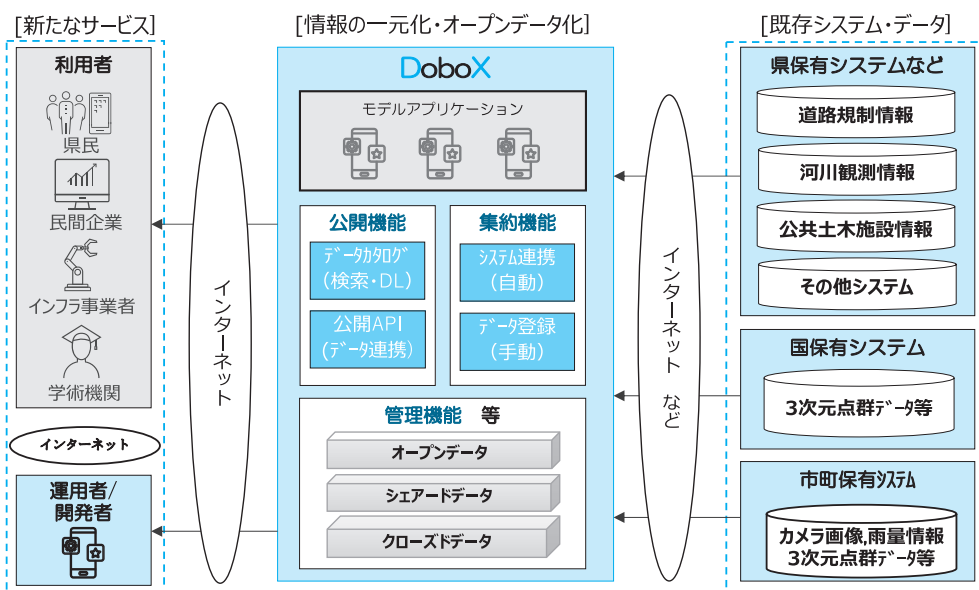 [新たなサービス]
利用者
県民
民間企業
インフラ事業者
学術機関
インターネット
運用者/
開発者
インターネット
[情報の一元化・オープンデータ化]
DoboX
モデルアプリケーション
公開機能
ﾃﾞｰﾀｶﾀﾛｸﾞ
(検索・DL)
公開API
(ﾃﾞｰﾀ連携)
集約機能
ｼｽﾃﾑ連携
(自動)
ﾃﾞｰﾀ登録
(手動)
管理機能 等
オープンデータ
シェアードデータ
クローズドデータ
インターネット など
[既存システム・データ]
県保有システムなど
道路規制情報
河川観測情報
公共土木施設情報
その他システム
国保有システム
3次元点群ﾃﾞｰﾀ等
市町保有ｼｽﾃﾑ
カメラ画像,雨量情報
3次元点群ﾃﾞｰﾀ等